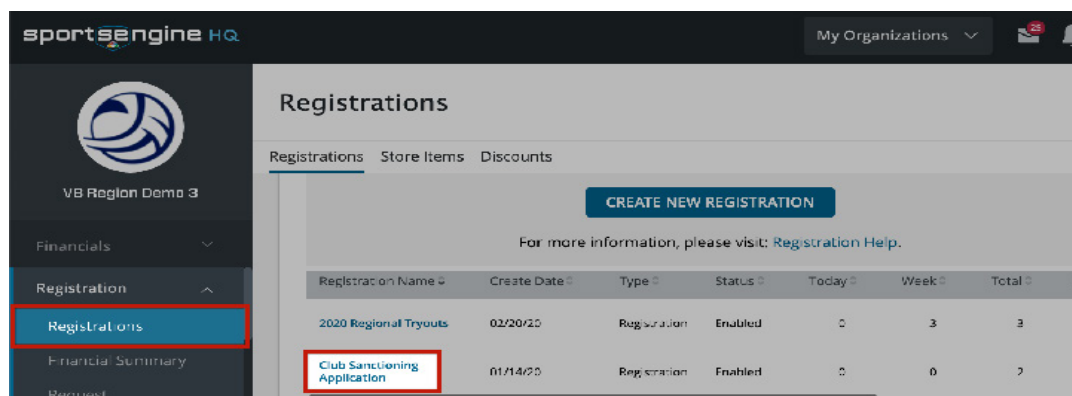 sportsengine HQ
My Organizations
25
Registrations
Registrations Store Items Discounts
VB Region Demo 3
CREATE NEW REGISTRATION
For more information, please visit: Registration Help.
Financials
Registration
Registrations
Financial Summary
Request
Registration Name Create Date Type Status Today Week Total
2020 Regional Tryouts 02/20/20 Registration Enabled 0 3 3
Club Sanctioning
Application 01/14/20 Registration Enabled 0 0 2